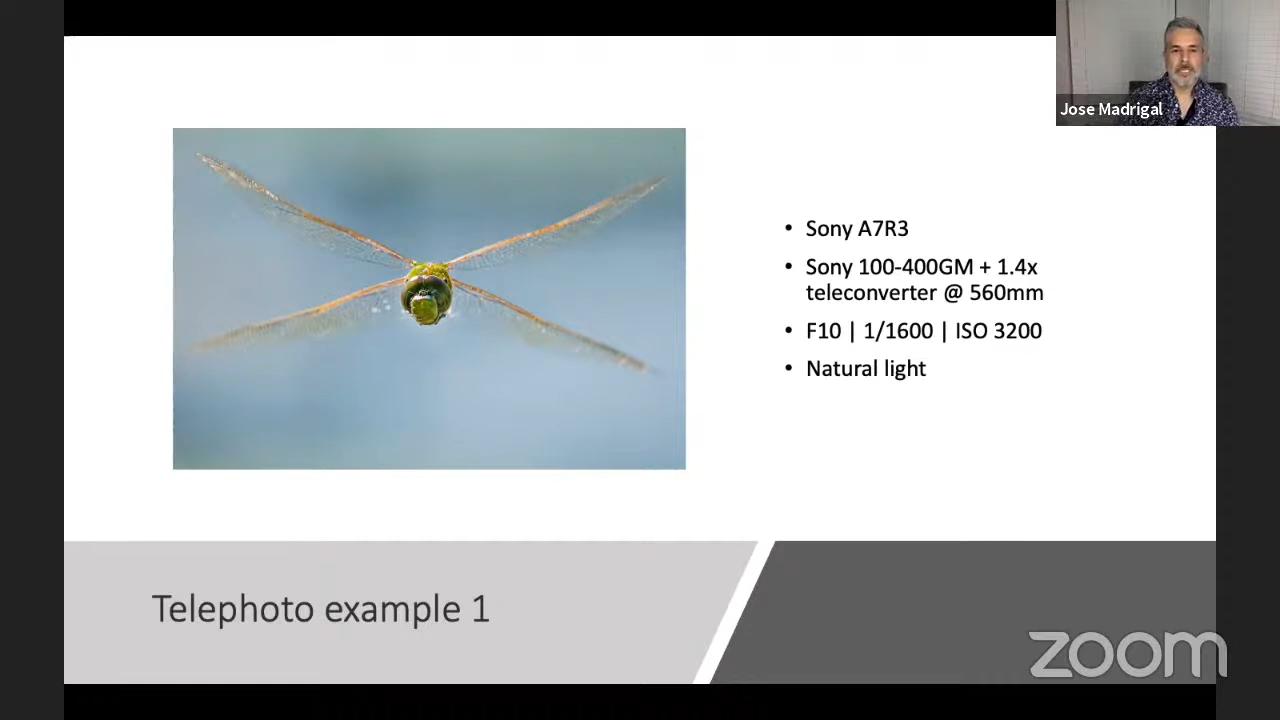 Jose Madrigal
• Sony A7R3
• Sony 100-400GM + 1.4x
teleconverter @ 560mm
• F10 | 1/1600 | ISO 3200
• Natural light
Telephoto example 1
zoom